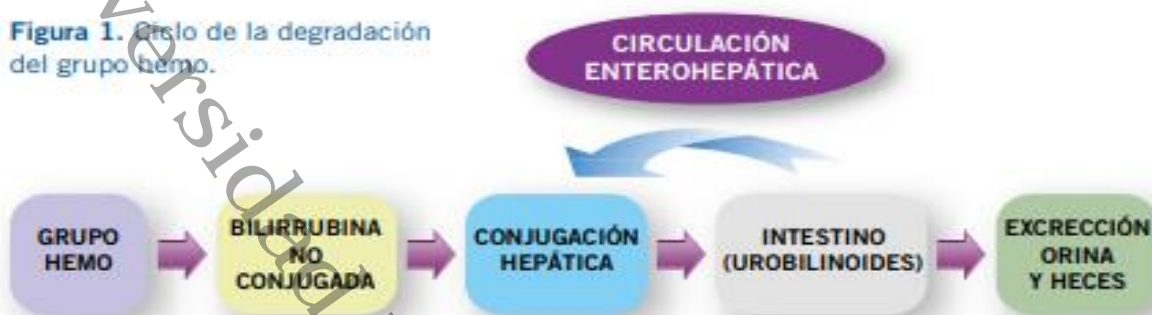 Figura 1. Ciclo de la degradación
del grupo hemo.
CIRCULACIÓN
ENTEROHEPÁTICA
GRUPO
HEMO
BILIRRUBINA
NO
CONJUGADA
CONJUGACIÓN
HEPÁTICA
INTESTINO
(UROBILINOIDES)
EXCRECCIÓN
ORINA
Y HECES
versidad